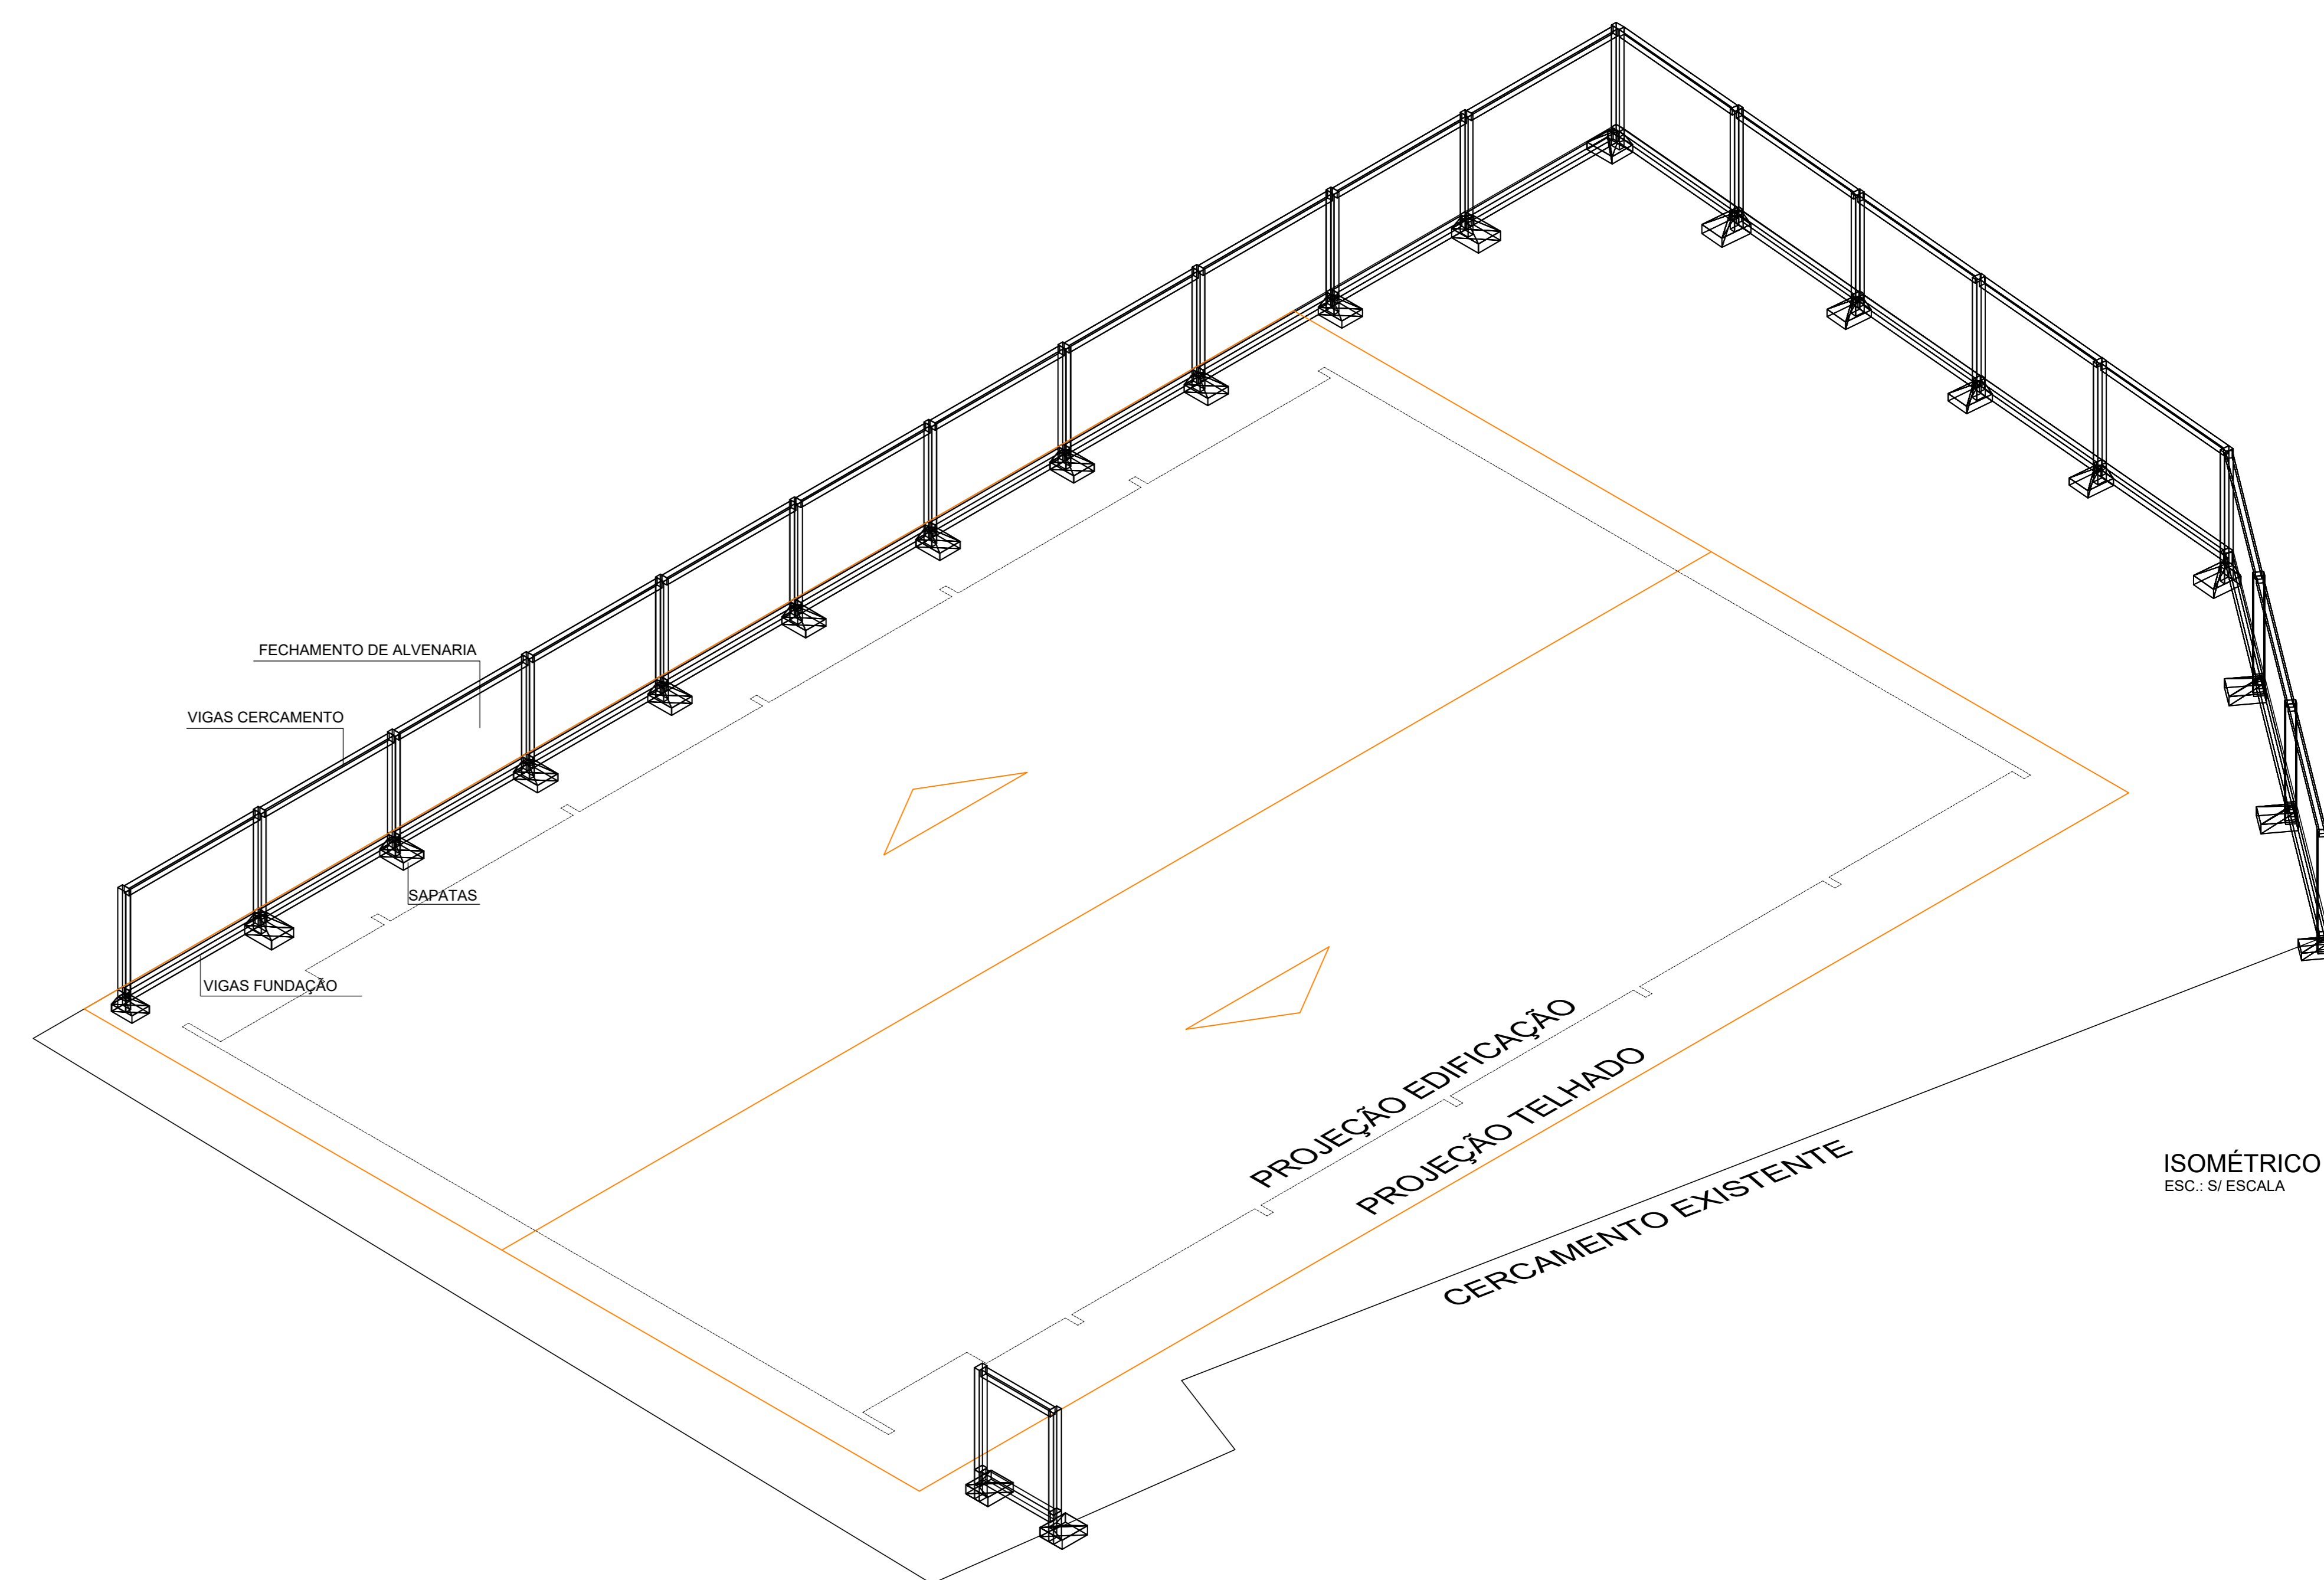 FECHAMENTO DE ALVENARIA
VIGAS CERCAMENTO
SAPATAS
VIGAS FUNDAÇÃO
PROJEÇÃO EDIFICAÇÃO
PROJEÇÃO TELHADO
CERCAMENTO EXISTENTE
ISOMÉTRICO
ESC.: S/ ESCALA